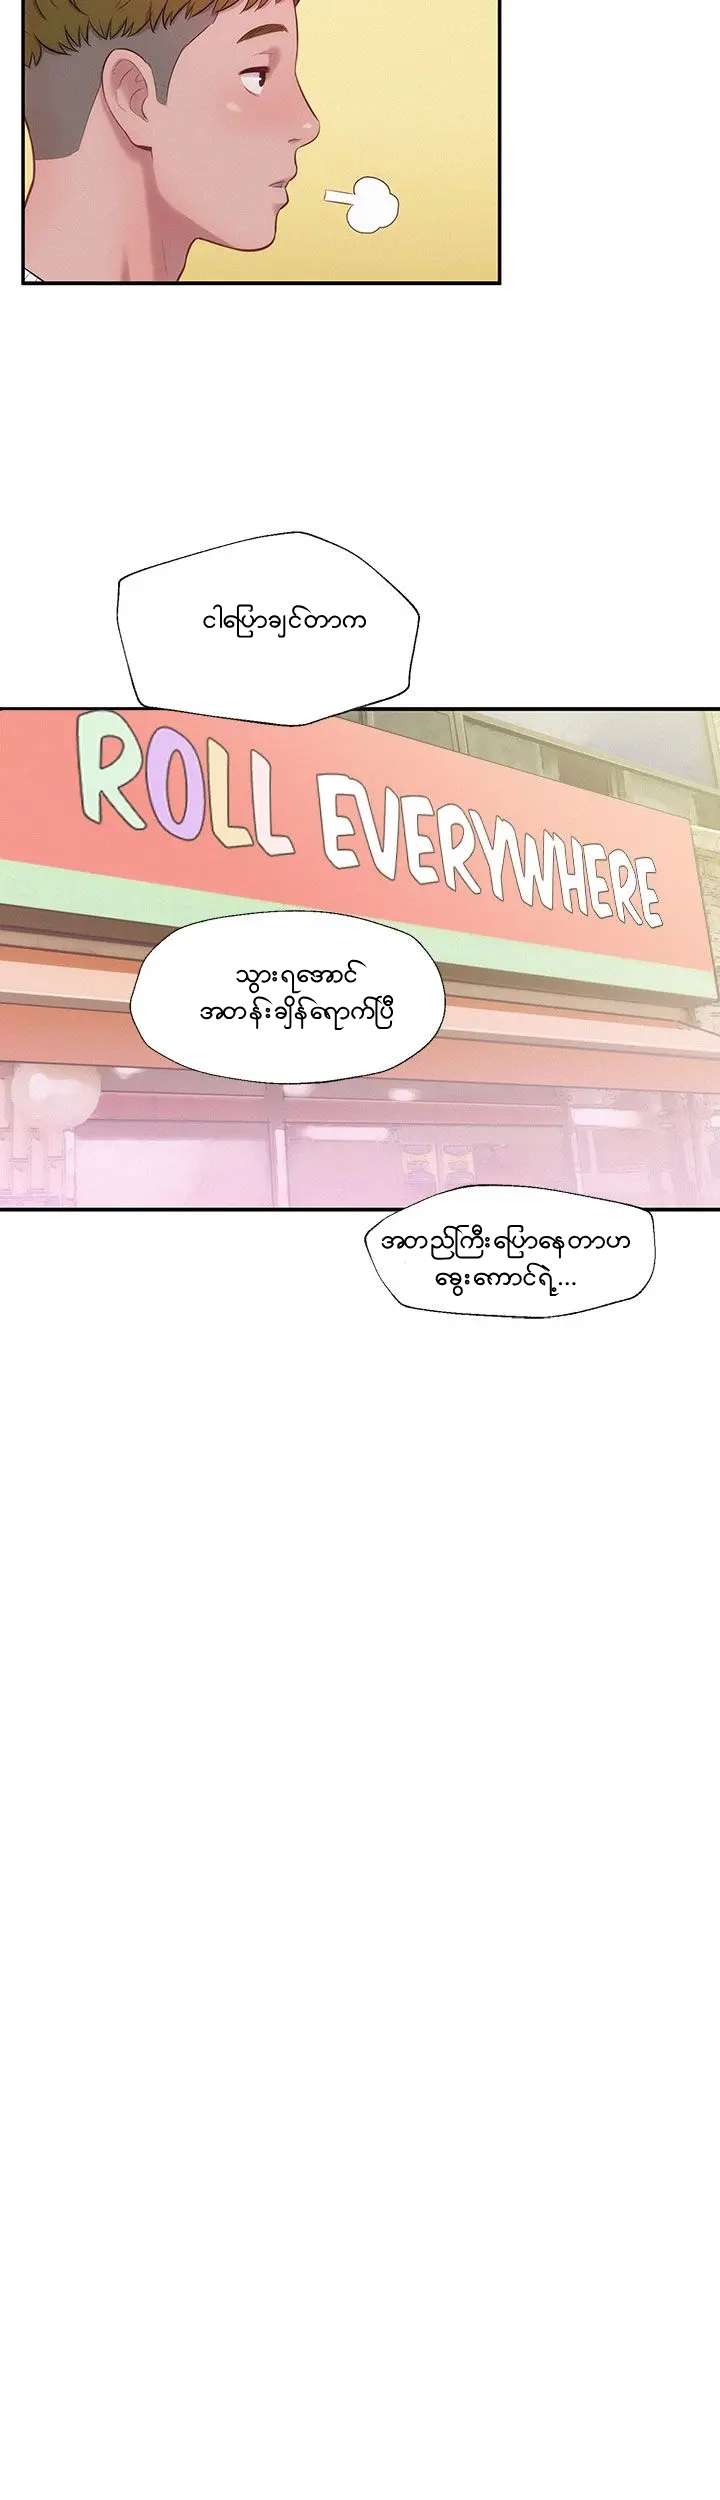 ငါပြောချင်တာက
ROLL EVERYWHERE
သွားရအောင်
အတန်းချိန်ရောက်ပြီ
အတည်ကြီးပြောနေတာဟ
ခွေးကောင်ရဲ့...